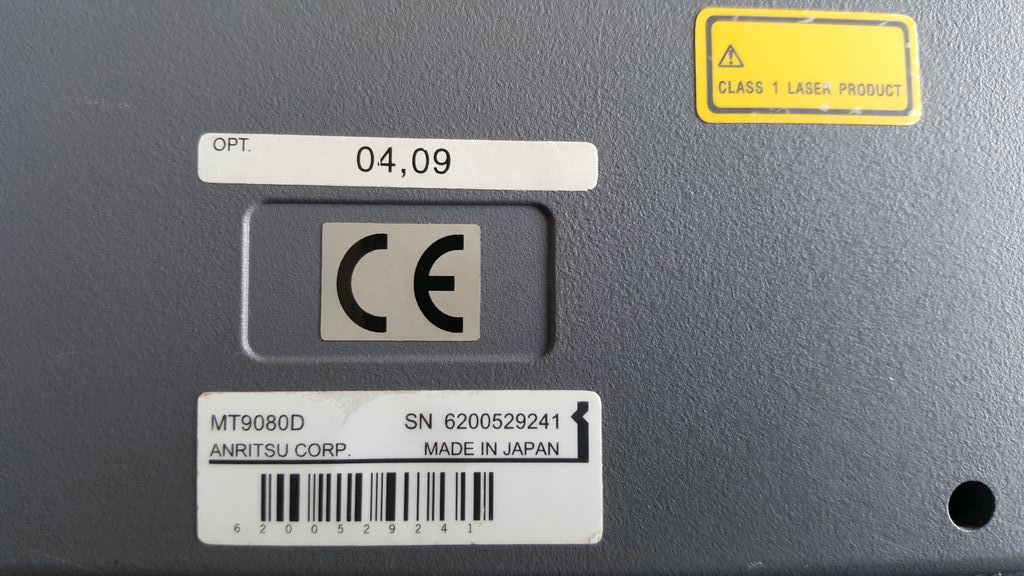 CLASS 1 LASER PRODUCT
OPT. 04,09
CE
MT9080D SN 6200529241
ANRITSU CORP. MADE IN JAPAN
6200529241